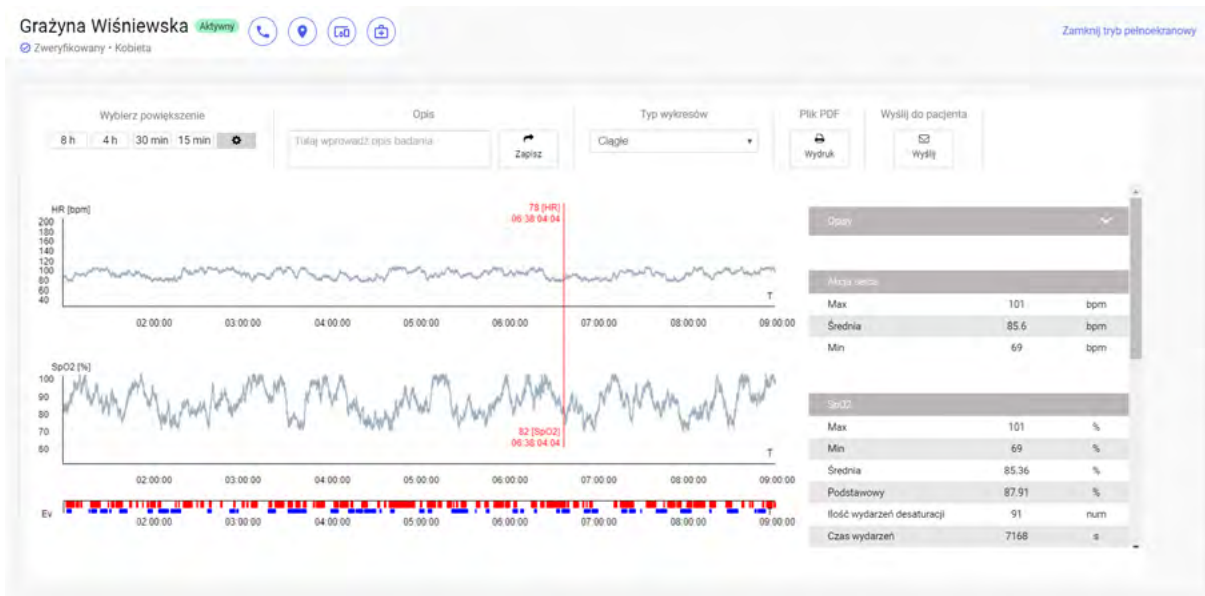 Grażyna Wiśniewska Aktywny
Zweryfikowany • Kobieta
Zamknij tryb pełnoekranowy
Wybierz powiększenie
8 h 4 h 30 min 15 min
Opis
Tutaj wprowadź opis badania
Zapisz
Typ wykresów
Ciągłe
Plik PDF
Wydruk
Wyślij do pacjenta
Wyślij
HR [bpm]
200
180
160
140
120
100
80
60
40
78 [HR]
06:38:04:04
T
02:00:00 03:00:00 04:00:00 05:00:00 06:00:00 07:00:00 08:00:00 09:00:00
SpO2 [%]
100
90
80
70
60
82 [SpO2]
06:38:04:04
T
02:00:00 03:00:00 04:00:00 05:00:00 06:00:00 07:00:00 08:00:00 09:00:00
Ev
02:00:00 03:00:00 04:00:00 05:00:00 06:00:00 07:00:00 08:00:00 09:00:00
Opisy
Akcja serca
Max 101 bpm
Średnia 85.6 bpm
Min 69 bpm
SpO2
Max 101 %
Min 69 %
Średnia 85.36 %
Podstawowy 87.91 %
Ilość wydarzeń desaturacji 91 num
Czas wydarzeń 7168 s